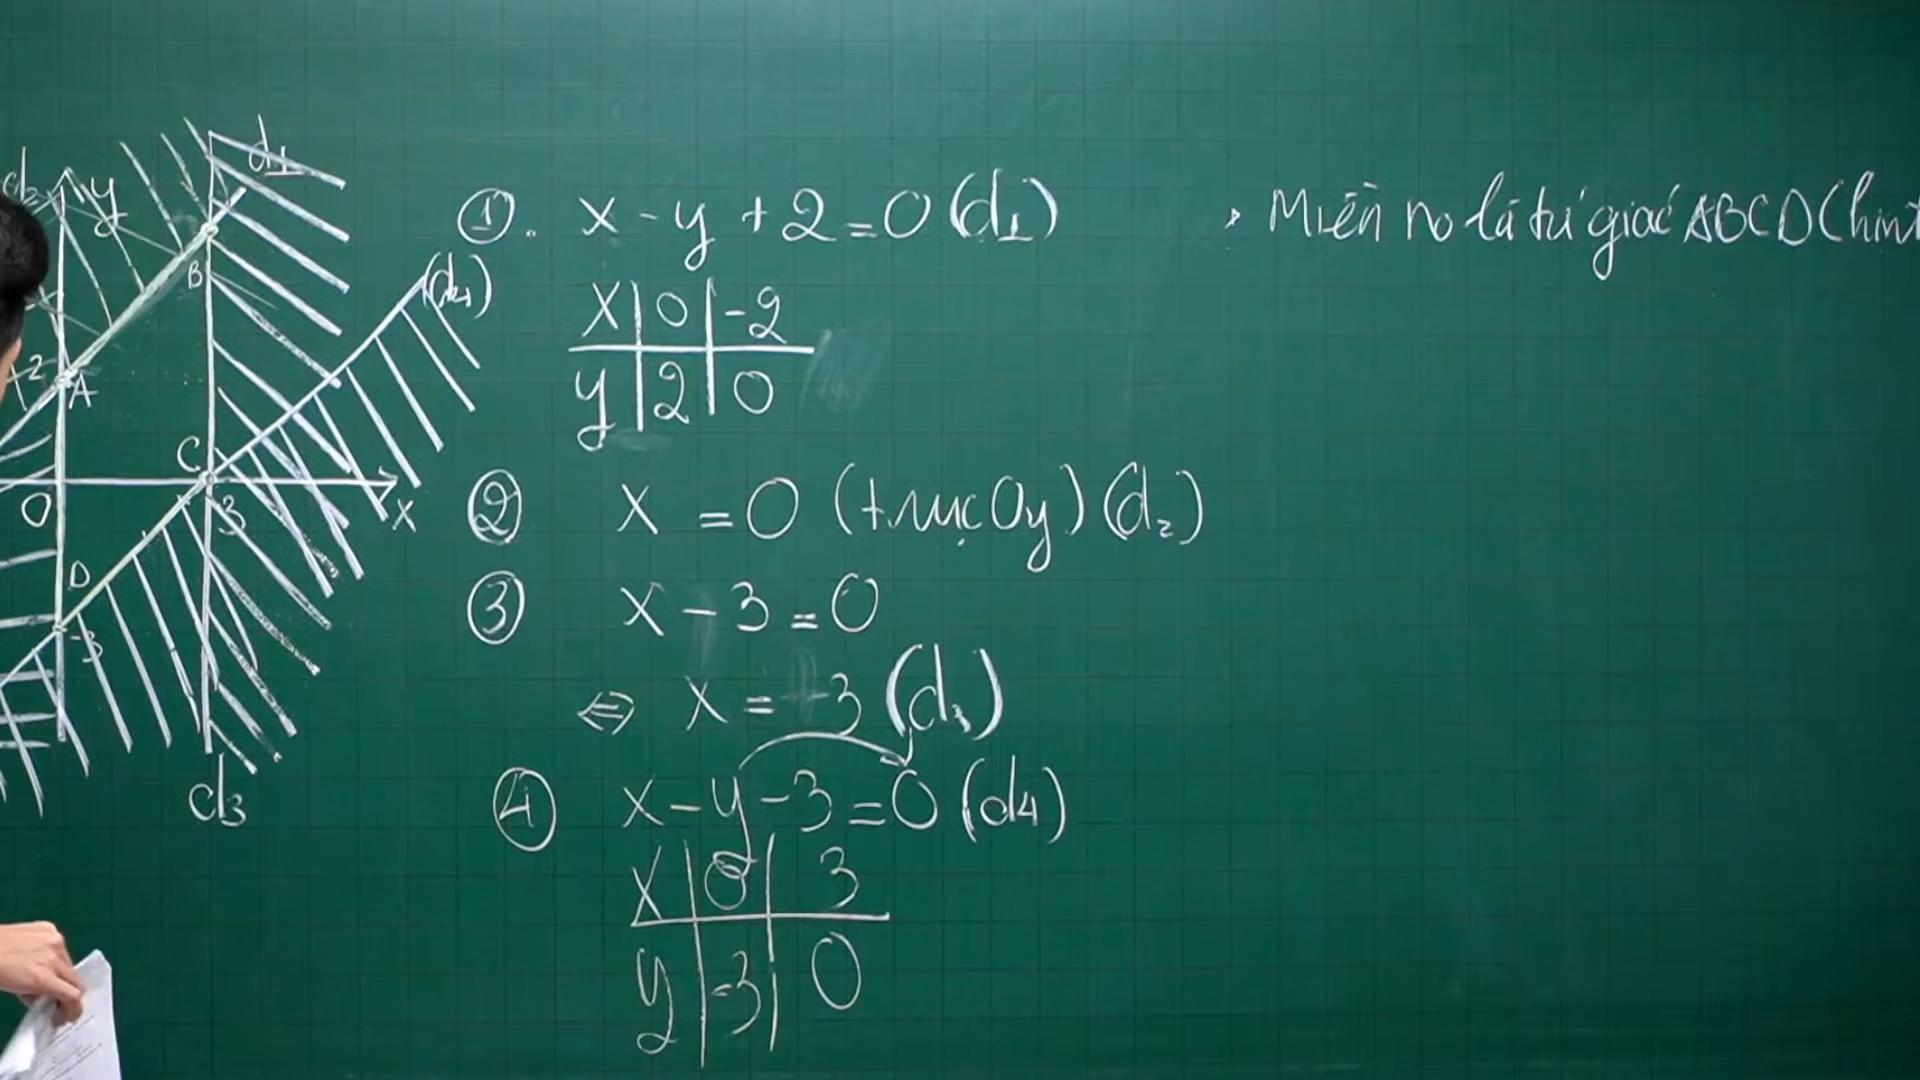 d₂ y d1
B (d4)
2 A
C
O 3 x
D
-3
d3
①. x - y + 2 = 0 (d₁)
x | 0 | -2
y | 2 | 0
② x = 0 (trục Oy) (d₂)
③ x - 3 = 0
⇔ x = 3 (d₃)
④ x - y - 3 = 0 (d4)
x | 0 | 3
y | -3 | 0
Miền no là tứ giác ABCD (hình